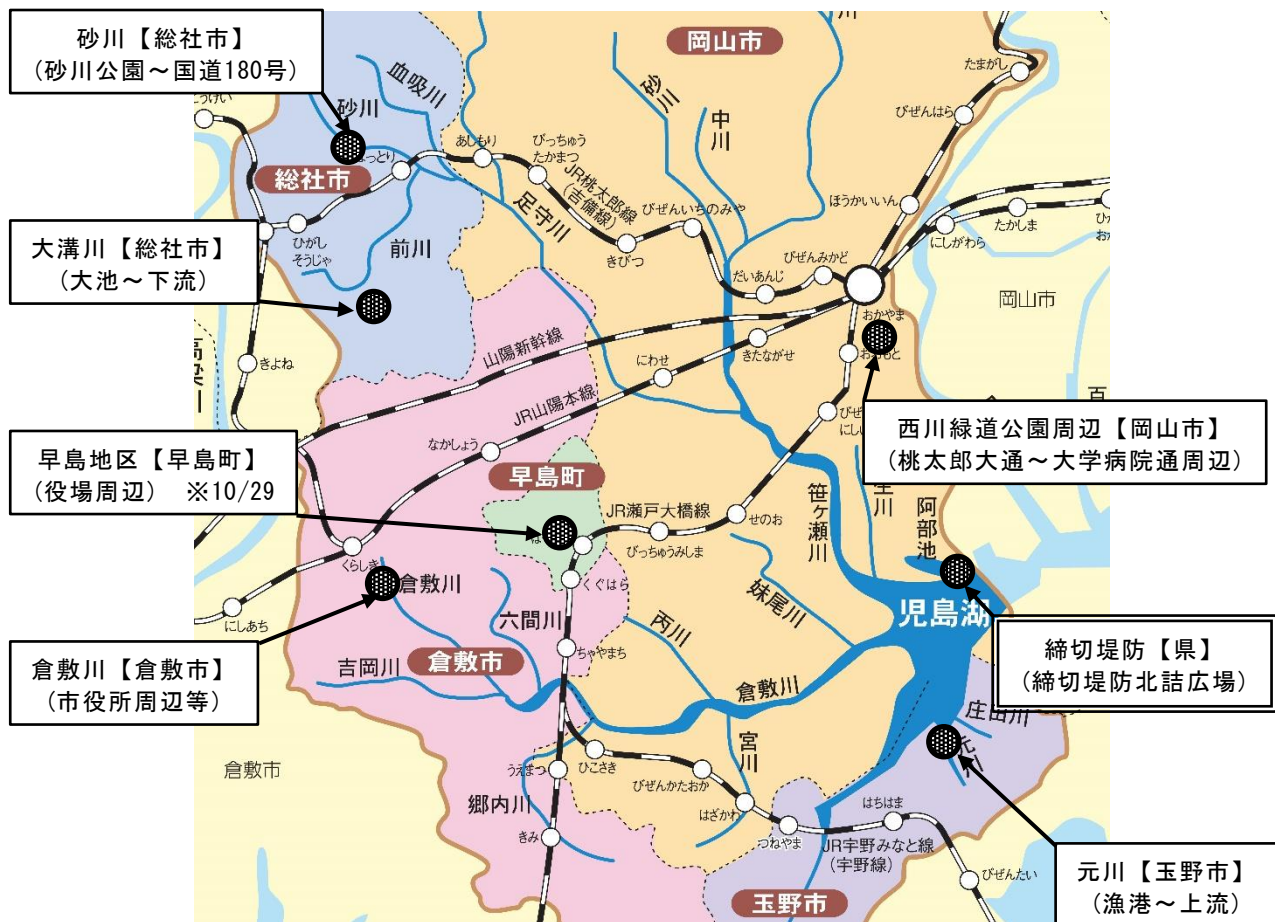 砂川【総社市】
(砂川公園～国道180号)
岡山市
たまがし
血吸川
砂川
砂川
中川
びぜんはら
あしもり
びっちゅう
たかまつ
総社市
JR桃太郎線
(吉備線)
足守川
びぜんいちのみや
ほうかいいん
たかしま
にしがわら
ひがし
そうじゃ
前川
きびつ
だいあんじ
びぜんみかど
大溝川【総社市】
(大池～下流)
岡山市
おかやま
山陽新幹線
きたながせ
にわせ
きよね
高梁川
JR山陽本線
西川緑道公園周辺【岡山市】
(桃太郎大通～大学病院通周辺)
なかしょう
早島地区【早島町】
(役場周辺) ※10/29
早島町
笹ヶ瀬川
JR瀬戸大橋線
せのお
びっちゅうみしま
阿部池
くらしき
倉敷川
くぐはら
児島湖
にしあち
六間川
妹尾川
丙川
ちゃやまち
倉敷川【倉敷市】
(市役所周辺等)
吉岡川
倉敷市
倉敷川
締切堤防【県】
(締切堤防北詰広場)
庄田川
元川
宮川
倉敷市
うえまつ
ひこさき
びぜんかたおか
はざかわ
郷内川
きみ
つねやま
はちはま
JR宇野みなと線
(宇野線)
びぜんたい
玉野市
元川【玉野市】
(漁港～上流)